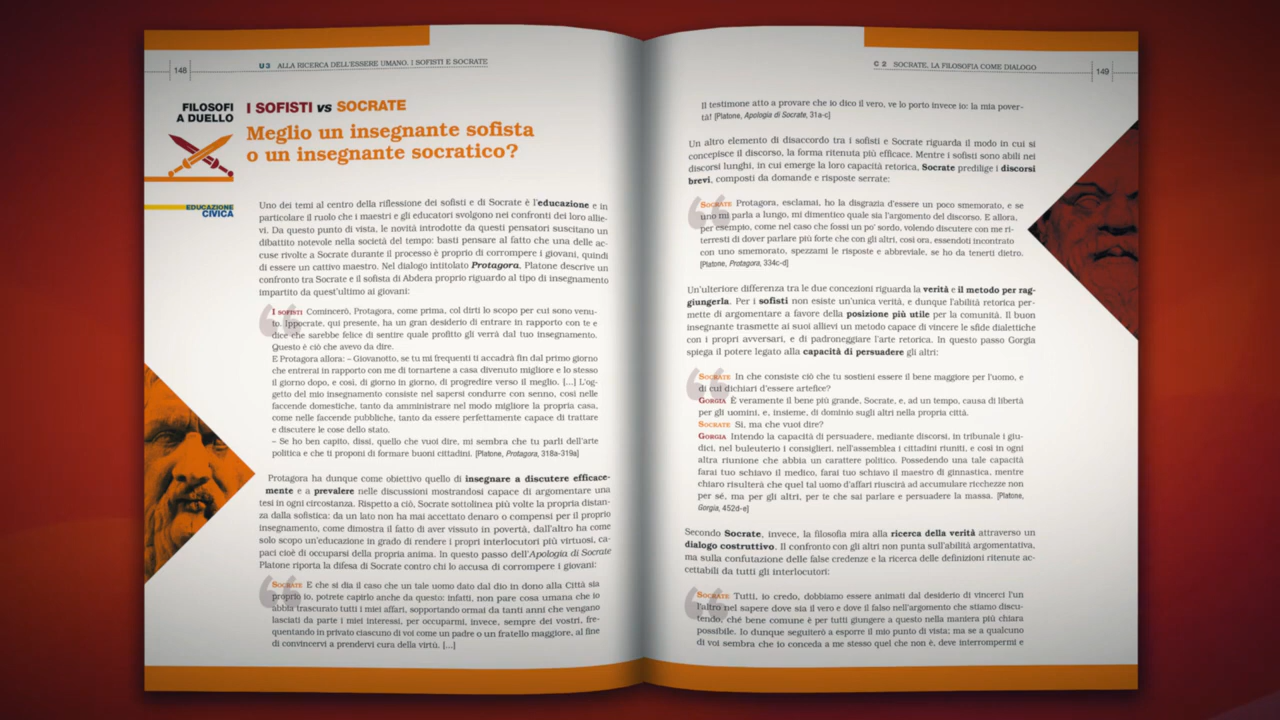 148
U3 ALLA RICERCA DELL'ESSERE UMANO. I SOFISTI E SOCRATE
FILOSOFI
A DUELLO
I SOFISTI vs SOCRATE
Meglio un insegnante sofista
o un insegnante socratico?
EDUCAZIONE
CIVICA
Uno dei temi al centro della riflessione dei sofisti e di Socrate è l'educazione e in
particolare il ruolo che i maestri e gli educatori svolgono nei confronti dei loro allie-
vi. Da questo punto di vista, le novità introdotte da questi pensatori suscitano un
dibattito notevole nella società del tempo: basti pensare al fatto che una delle ac-
cuse rivolte a Socrate durante il processo è proprio di corrompere i giovani, quindi
di essere un cattivo maestro. Nel dialogo intitolato Protagora, Platone descrive un
confronto tra Socrate e il sofista di Abdera proprio riguardo al tipo di insegnamento
impartito da quest'ultimo ai giovani:
I SOFISTI Comincerò, Protagora, come prima, col dirti lo scopo per cui sono venu-
to. Ippocrate, qui presente, ha un gran desiderio di entrare in rapporto con te e
dice che sarebbe felice di sentire quale profitto gli verrà dal tuo insegnamento.
Questo è ciò che avevo da dire.
E Protagora allora: – Giovanotto, se tu mi frequenti ti accadrà fin dal primo giorno
che entrerai in rapporto con me di tornartene a casa divenuto migliore e lo stesso
il giorno dopo, e così, di giorno in giorno, di progredire verso il meglio. [...] L'og-
getto del mio insegnamento consiste nel sapersi condurre con senno, così nelle
faccende domestiche, tanto da amministrare nel modo migliore la propria casa,
come nelle faccende pubbliche, tanto da essere perfettamente capace di trattare
e discutere le cose dello stato.
– Se ho ben capito, dissi, quello che vuoi dire, mi sembra che tu parli dell'arte
politica e che ti proponi di formare buoni cittadini. [Platone, Protagora, 318a-319a]
Protagora ha dunque come obiettivo quello di insegnare a discutere efficace-
mente e a prevalere nelle discussioni mostrandosi capace di argomentare una
tesi in ogni circostanza. Rispetto a ciò, Socrate sottolinea più volte la propria distan-
za dalla sofistica: da un lato non ha mai accettato denaro o compensi per il proprio
insegnamento, come dimostra il fatto di aver vissuto in povertà, dall'altro ha come
solo scopo un'educazione in grado di rendere i propri interlocutori più virtuosi, ca-
paci cioè di occuparsi della propria anima. In questo passo dell'Apologia di Socrate
Platone riporta la difesa di Socrate contro chi lo accusa di corrompere i giovani:
SOCRATE E che si dia il caso che un tale uomo dato dal dio in dono alla Città sia
proprio io, potrete capirlo anche da questo: infatti, non pare cosa umana che io
abbia trascurato tutti i miei affari, sopportando ormai da tanti anni che vengano
lasciati da parte i miei interessi, per occuparmi, invece, sempre dei vostri, fre-
quentando in privato ciascuno di voi come un padre o un fratello maggiore, al fine
di convincervi a prendervi cura della virtù. [...]
C 2 SOCRATE, LA FILOSOFIA COME DIALOGO
149
Il testimone atto a provare che io dico il vero, ve lo porto invece io: la mia pover-
tà! [Platone, Apologia di Socrate, 31a-c]
Un altro elemento di disaccordo tra i sofisti e Socrate riguarda il modo in cui si
concepisce il discorso, la forma ritenuta più efficace. Mentre i sofisti sono abili nei
discorsi lunghi, in cui emerge la loro capacità retorica, Socrate predilige i discorsi
brevi, composti da domande e risposte serrate:
SOCRATE Protagora, esclamai, ho la disgrazia d'essere un poco smemorato, e se
uno mi parla a lungo, mi dimentico quale sia l'argomento del discorso. E allora,
per esempio, come nel caso che fossi un po' sordo, volendo discutere con me ri-
terresti di dover parlare più forte che con gli altri, così ora, essendoti incontrato
con uno smemorato, spezzami le risposte e abbreviale, se ho da tenerti dietro.
[Platone, Protagora, 334c-d]
Un'ulteriore differenza tra le due concezioni riguarda la verità e il metodo per rag-
giungerla. Per i sofisti non esiste un'unica verità, e dunque l'abilità retorica per-
mette di argomentare a favore della posizione più utile per la comunità. Il buon
insegnante trasmette ai suoi allievi un metodo capace di vincere le sfide dialettiche
con i propri avversari, e di padroneggiare l'arte retorica. In questo passo Gorgia
spiega il potere legato alla capacità di persuadere gli altri:
SOCRATE In che consiste ciò che tu sostieni essere il bene maggiore per l'uomo, e
di cui dichiari d'essere artefice?
GORGIA È veramente il bene più grande, Socrate, e, ad un tempo, causa di libertà
per gli uomini, e, insieme, di dominio sugli altri nella propria città.
SOCRATE Sì, ma che vuoi dire?
GORGIA Intendo la capacità di persuadere, mediante discorsi, in tribunale i giu-
dici, nel buleuterio i consiglieri, nell'assemblea i cittadini riuniti, e così in ogni
altra riunione che abbia un carattere politico. Possedendo una tale capacità
farai tuo schiavo il medico, farai tuo schiavo il maestro di ginnastica, mentre
chiaro risulterà che quel tal uomo d'affari riuscirà ad accumulare ricchezze non
per sé, ma per gli altri, per te che sai parlare e persuadere la massa. [Platone,
Gorgia, 452d-e]
Secondo Socrate, invece, la filosofia mira alla ricerca della verità attraverso un
dialogo costruttivo. Il confronto con gli altri non punta sull'abilità argomentativa,
ma sulla confutazione delle false credenze e la ricerca delle definizioni ritenute ac-
cettabili da tutti gli interlocutori:
SOCRATE Tutti, io credo, dobbiamo essere animati dal desiderio di vincerci l'un
l'altro nel sapere dove sia il vero e dove il falso nell'argomento che stiamo discu-
tendo, ché bene comune è per tutti giungere a questo nella maniera più chiara
possibile. Io dunque seguiterò a esporre il mio punto di vista; ma se a qualcuno
di voi sembra che io conceda a me stesso quel che non è, deve interrompermi e